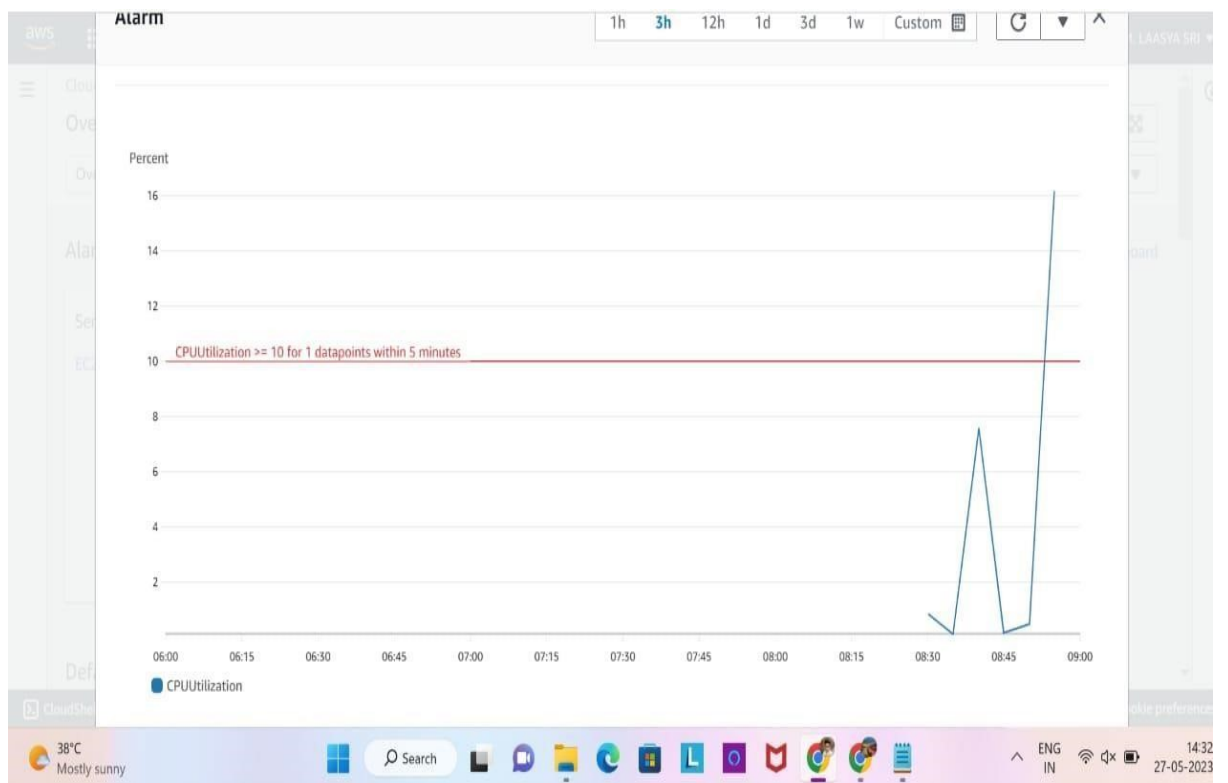 Alarm
1h 3h 12h 1d 3d 1w Custom
aws
LAASYA SRI
Percent
16
14
12
CPUUtilization >= 10 for 1 datapoints within 5 minutes
10
8
6
4
2
06:00 06:15 06:30 06:45 07:00 07:15 07:30 07:45 08:00 08:15 08:30 08:45 09:00
CPUUtilization
38°C
Mostly sunny
Search
ENG
IN
14:32
27-05-2023